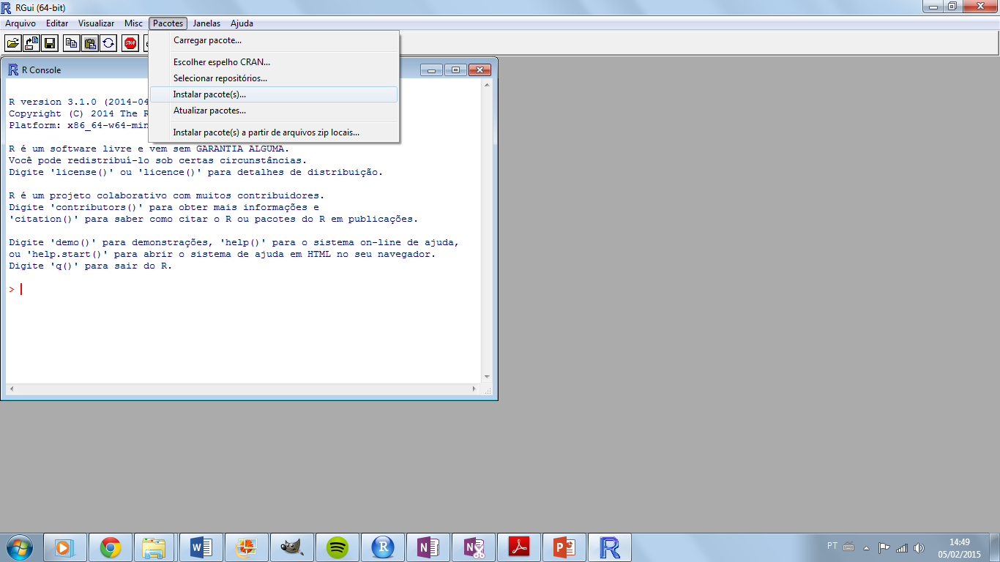 RGui (64-bit)
Arquivo Editar Visualizar Misc Pacotes Janelas Ajuda
STOP
Carregar pacote...
Escolher espelho CRAN...
Selecionar repositórios...
Instalar pacote(s)...
Atualizar pacotes...
Instalar pacote(s) a partir de arquivos zip locais...
R Console
R version 3.1.0 (2014-04
Copyright (C) 2014 The R
Platform: x86_64-w64-min
R é um software livre e vem sem GARANTIA ALGUMA.
Você pode redistribuí-lo sob certas circunstâncias.
Digite 'license()' ou 'licence()' para detalhes de distribuição.
R é um projeto colaborativo com muitos contribuidores.
Digite 'contributors()' para obter mais informações e
'citation()' para saber como citar o R ou pacotes do R em publicações.
Digite 'demo()' para demonstrações, 'help()' para o sistema on-line de ajuda,
ou 'help.start()' para abrir o sistema de ajuda em HTML no seu navegador.
Digite 'q()' para sair do R.
>
PT
14:49
05/02/2015